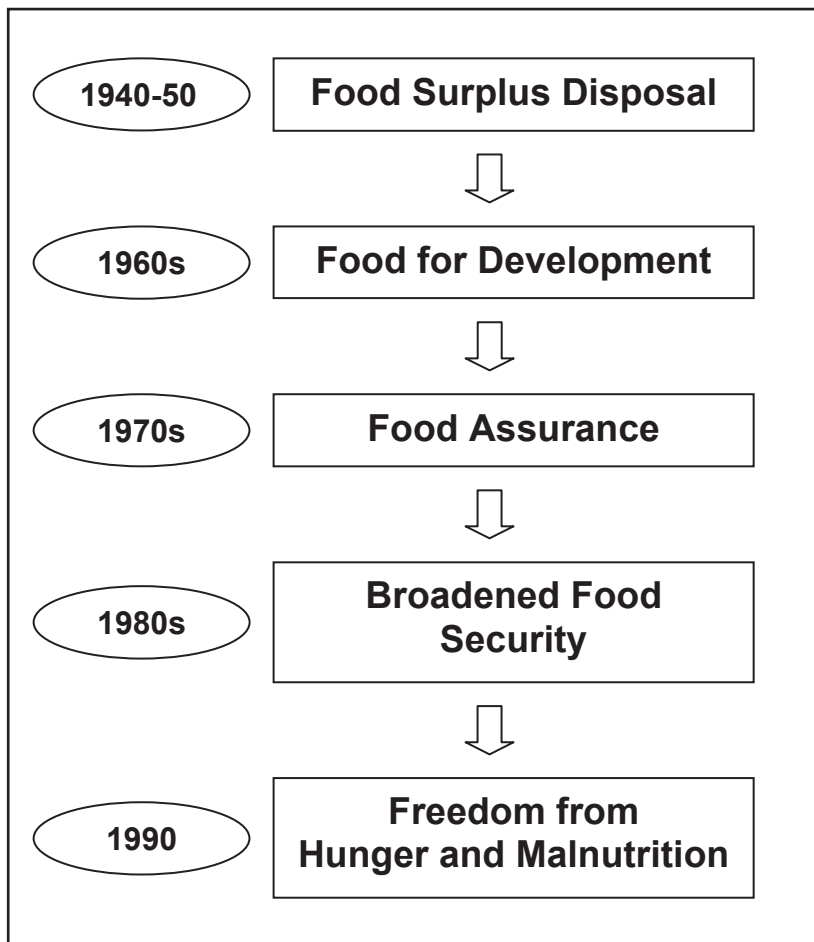 1940-50
Food Surplus Disposal
1960s
Food for Development
1970s
Food Assurance
1980s
Broadened Food
Security
1990
Freedom from
Hunger and Malnutrition